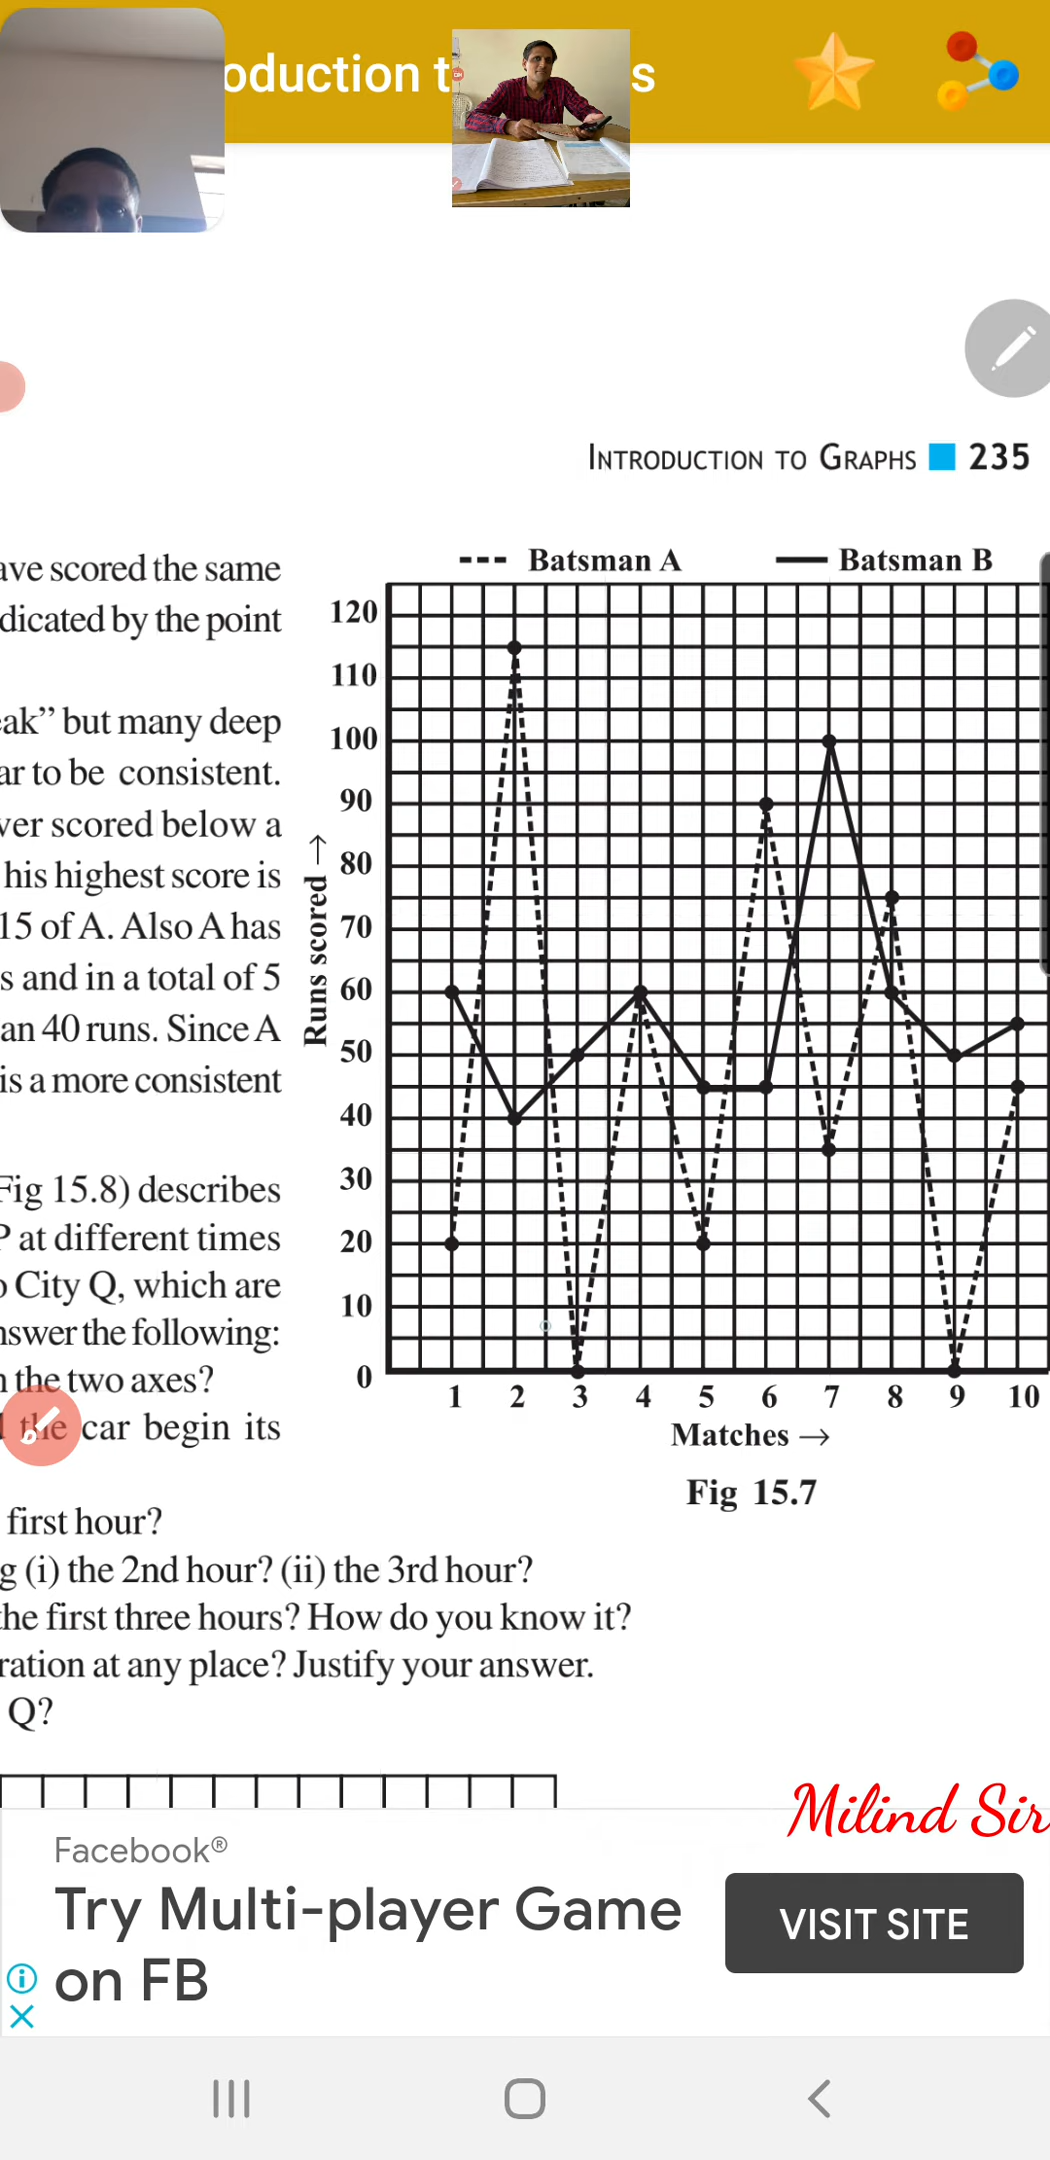 oduction t s
INTRODUCTION TO GRAPHS 235
ave scored the same
dicated by the point
eak” but many deep
ar to be consistent.
ver scored below a
his highest score is
15 of A. Also A has
s and in a total of 5
an 40 runs. Since A
is a more consistent
Fig 15.8) describes
P at different times
o City Q, which are
nswer the following:
n the two axes?
the car begin its
first hour?
g (i) the 2nd hour? (ii) the 3rd hour?
the first three hours? How do you know it?
ration at any place? Justify your answer.
Q?
Batsman A Batsman B
Runs scored →
120
110
100
90
80
70
60
50
40
30
20
10
0
1 2 3 4 5 6 7 8 9 10
Matches →
Fig 15.7
Milind Sir
Facebook®
Try Multi-player Game
on FB
VISIT SITE